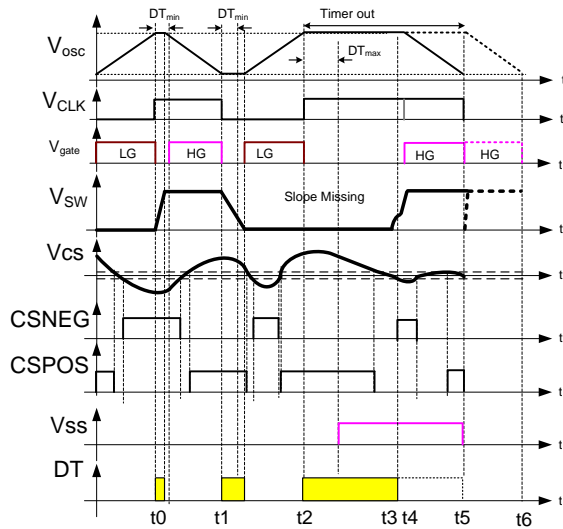 DTmin DTmin Timer out
Vosc DTmax t
VCLK t
Vgate LG HG LG HG HG t
VSW Slope Missing t
Vcs t
CSNEG t
CSPOS t
Vss t
DT t
t0 t1 t2 t3 t4 t5 t6